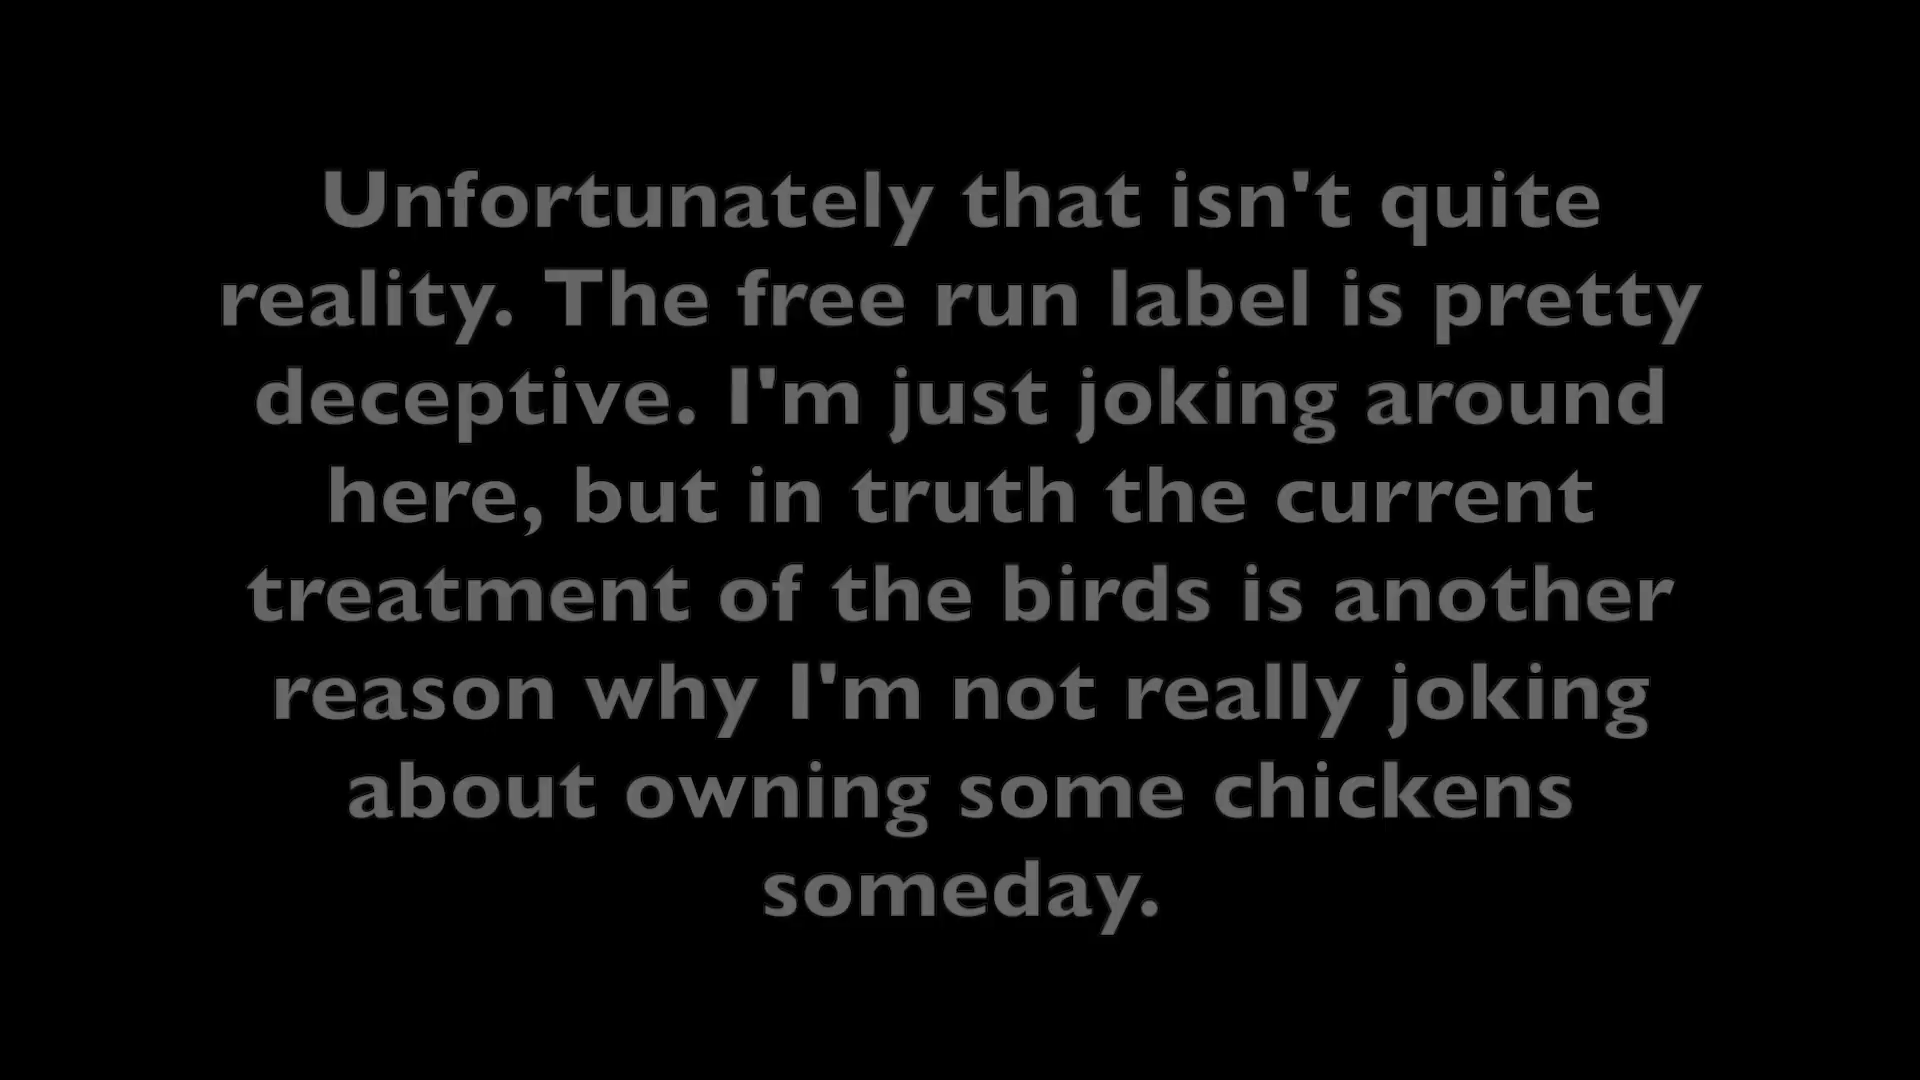 Unfortunately that isn't quite
reality. The free run label is pretty
deceptive. I'm just joking around
here, but in truth the current
treatment of the birds is another
reason why I'm not really joking
about owning some chickens
someday.